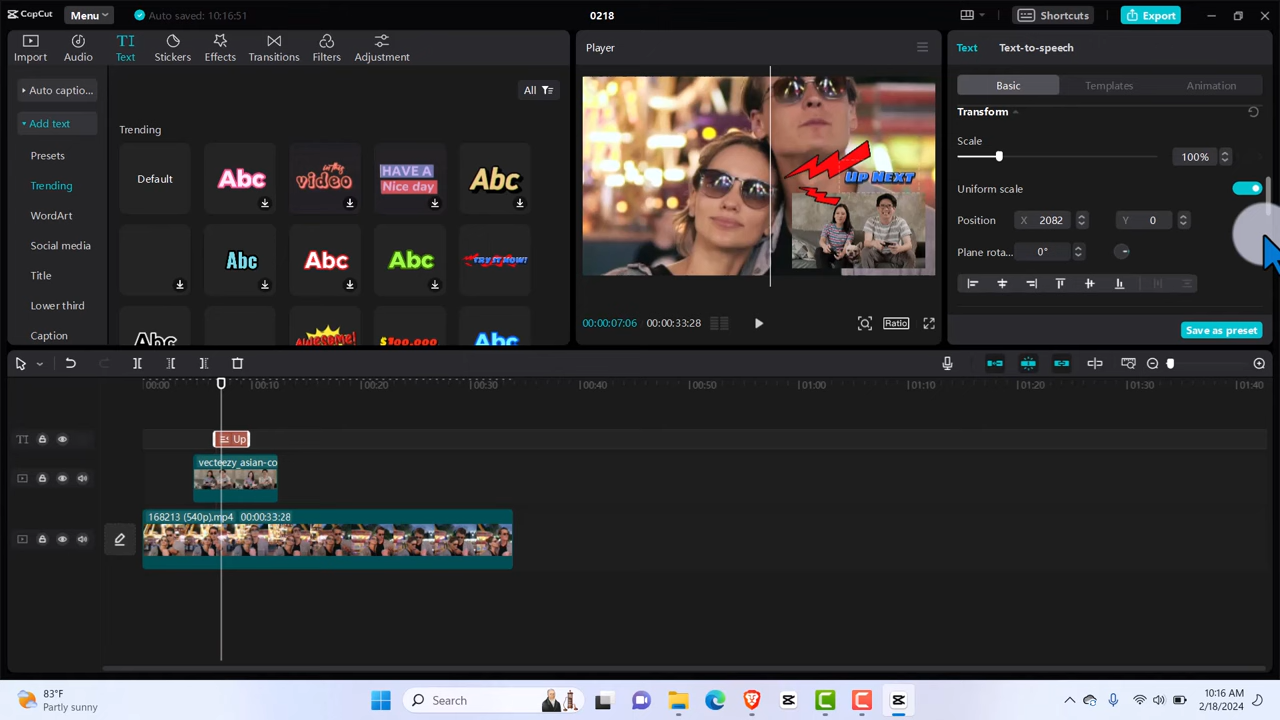 CapCut
Menu
Auto saved: 10:16:51
0218
Shortcuts
Export
Import
Audio
Text
Stickers
Effects
Transitions
Filters
Adjustment
Player
Text
Text-to-speech
Auto captio...
All
Basic
Templates
Animation
Add text
Trending
Transform
Scale
100%
Presets
Trending
WordArt
Social media
Title
Lower third
Caption
Default
Abc
video
HAVE A
Nice day
Abc
Abc
Abc
Abc
TRY IT NOW!
Abc
Awesome!
$100,000
Abc
UP NEXT
Uniform scale
Position
X
2082
Y
0
Plane rota...
0°
00:00:07:06
00:00:33:28
Ratio
Save as preset
00:00
00:10
00:20
00:30
00:40
00:50
01:00
01:10
01:20
01:30
01:40
TI
Up
vecteezy_asian-co
168213 (540p).mp4
00:00:33:28
83°F
Partly sunny
Search
10:16 AM
2/18/2024